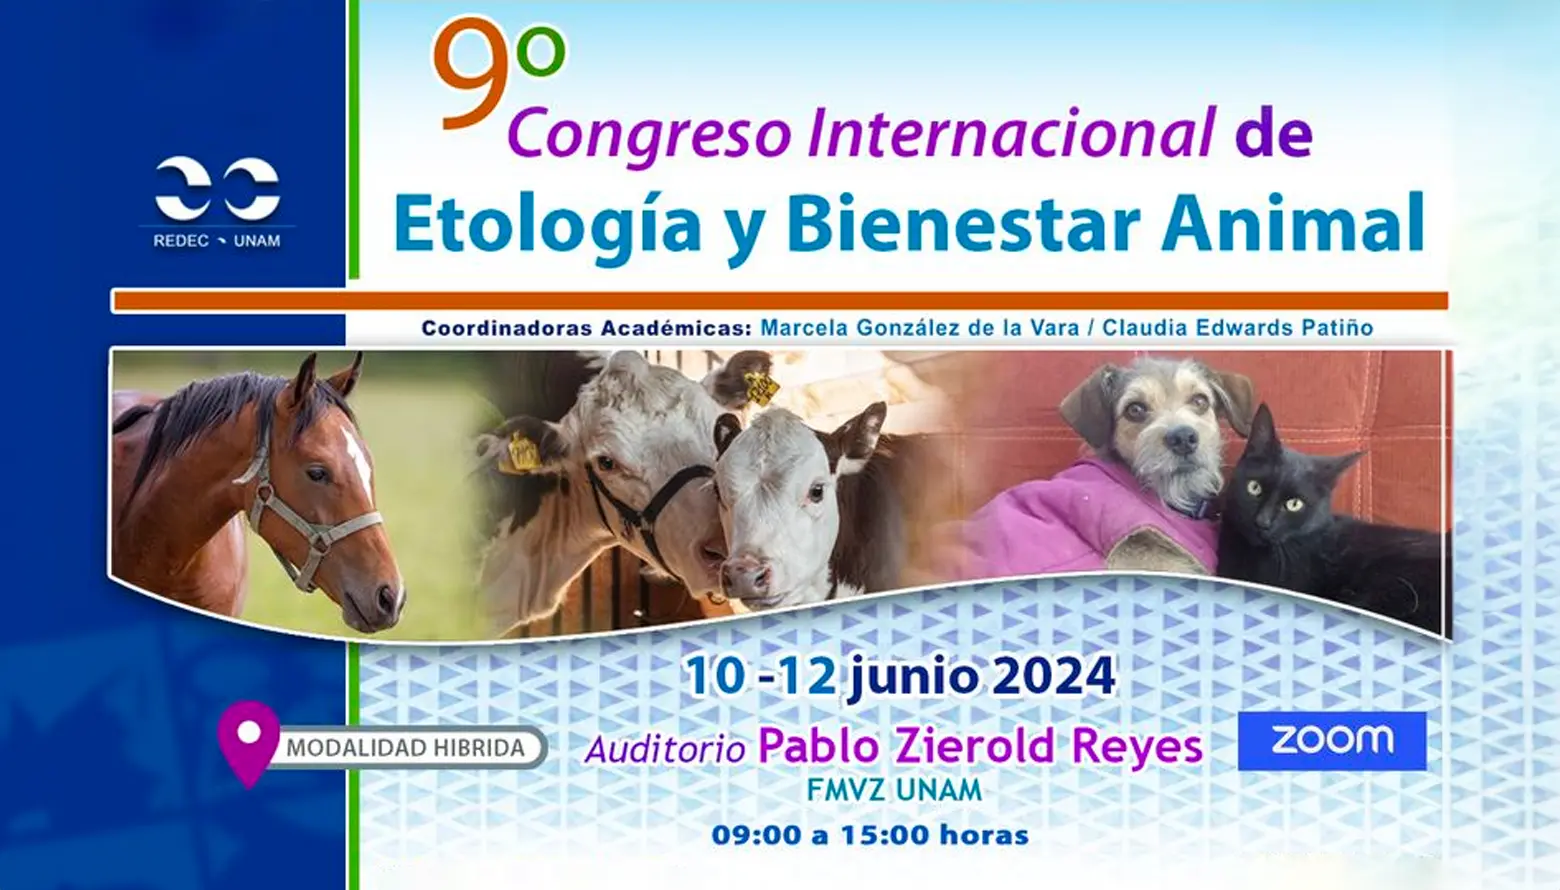 9º
Congreso Internacional de
Etología y Bienestar Animal
REDEC ~ UNAM
Coordinadoras Académicas: Marcela González de la Vara / Claudia Edwards Patiño
10 -12 junio 2024
MODALIDAD HIBRIDA
Auditorio Pablo Zierold Reyes
zoom
FMVZ UNAM
09:00 a 15:00 horas